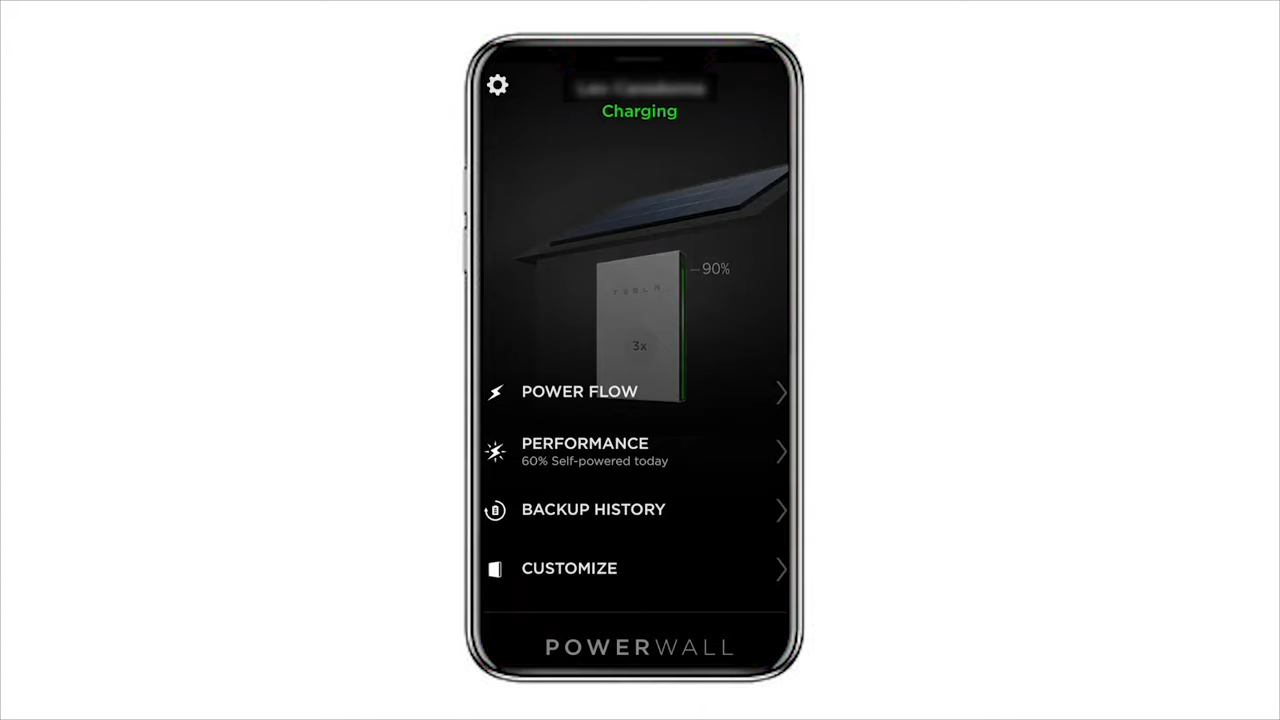 Charging
90%
TESLA
3x
POWER FLOW
PERFORMANCE
60% Self-powered today
BACKUP HISTORY
CUSTOMIZE
POWERWALL